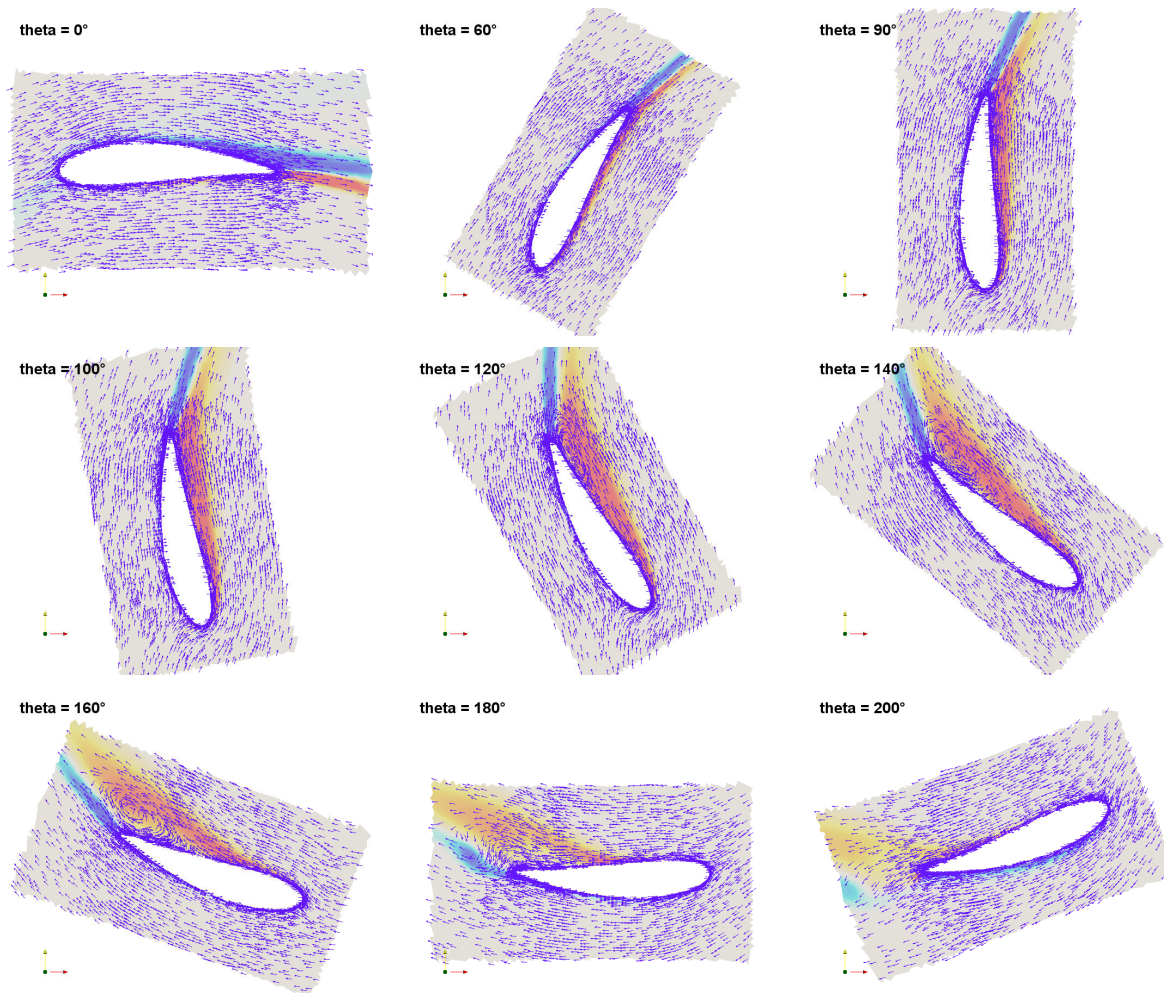 theta = 0°
theta = 60°
theta = 90°
theta = 100°
theta = 120°
theta = 140°
theta = 160°
theta = 180°
theta = 200°